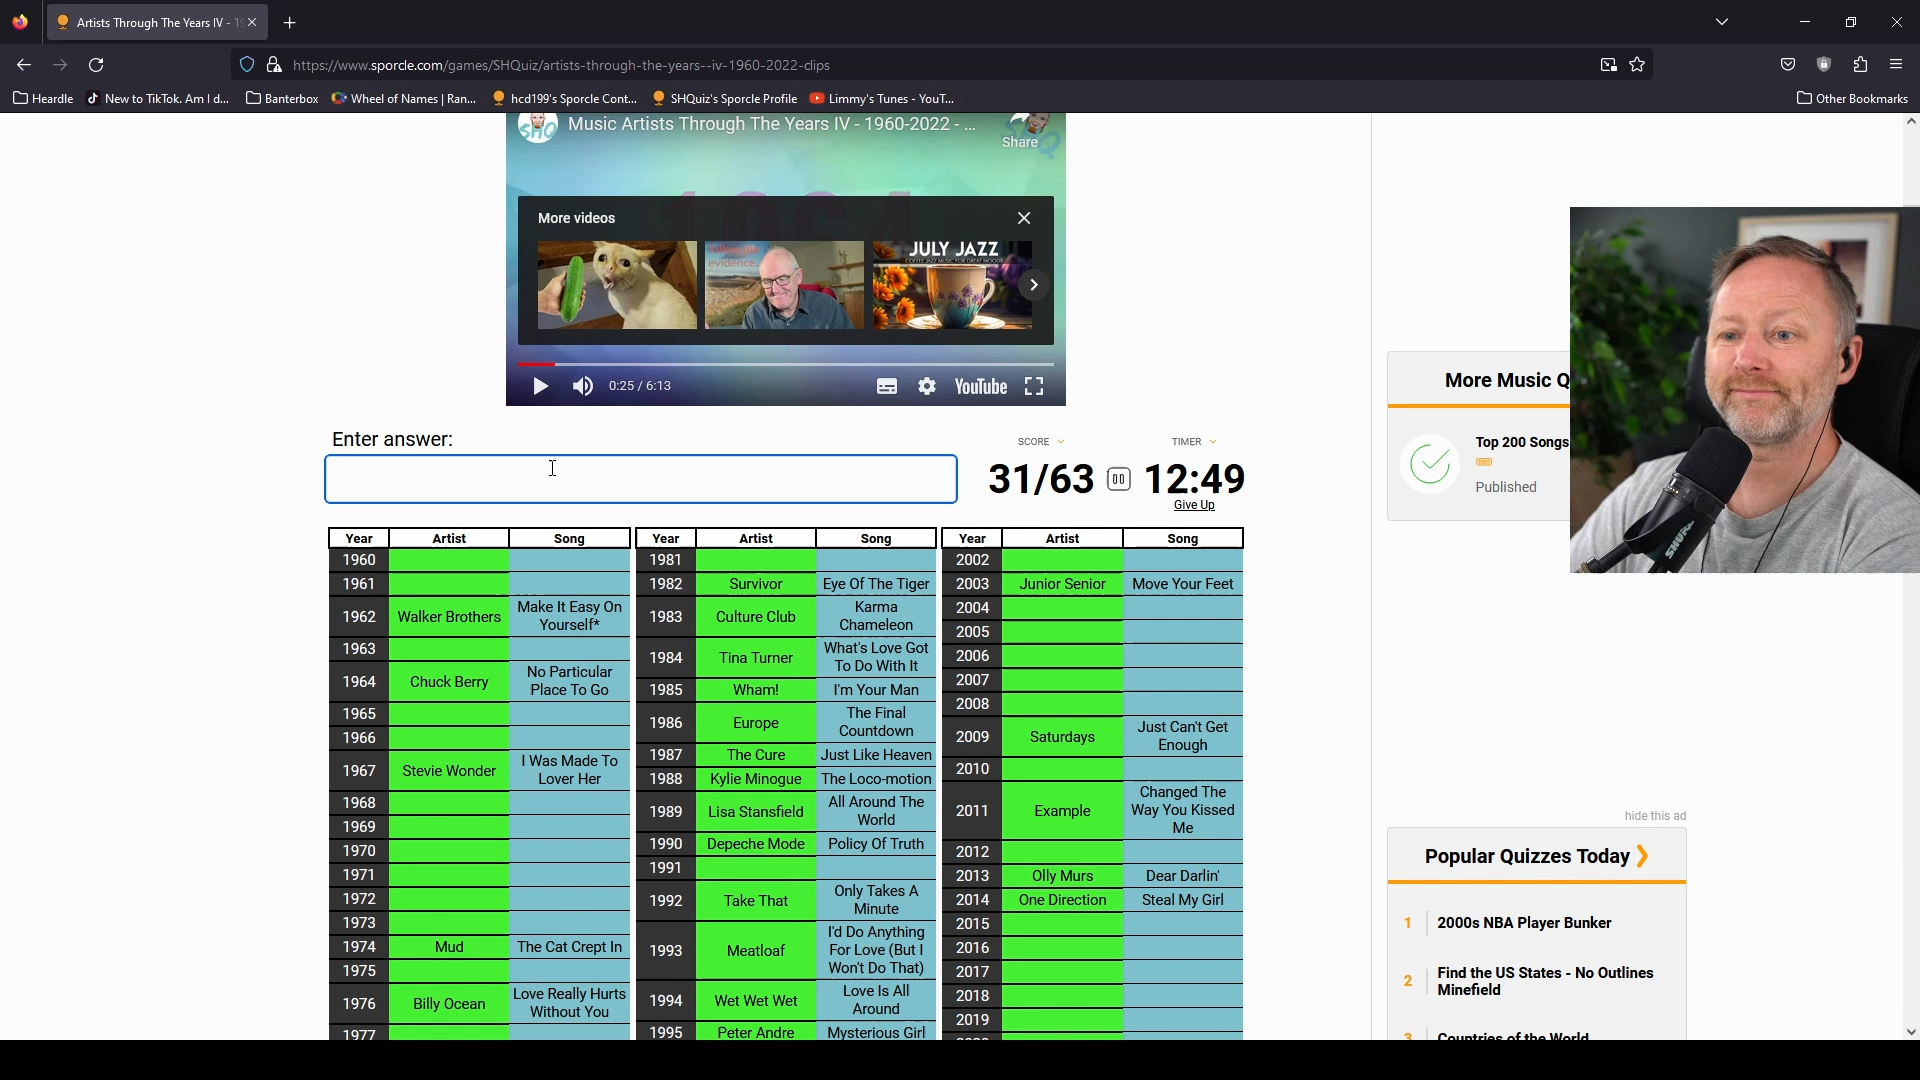 Artists Through The Years IV - 19
https://www.sporcle.com/games/SHQuiz/artists-through-the-years--iv-1960-2022-clips
Heardle
New to TikTok. Am I d...
Banterbox
Wheel of Names | Ran...
hcd199's Sporcle Cont...
SHQuiz's Sporcle Profile
Limmy's Tunes - YouT...
Other Bookmarks
Music Artists Through The Years IV - 1960-2022 - ...
Share
More videos
evidence.
JULY JAZZ
COFFEE JAZZ MUSIC FOR GREAT MOODS
0:25 / 6:13
YouTube
Enter answer:
SCORE
TIMER
31/63
12:49
Give Up
Year Artist Song
1960
1961
1962 Walker Brothers Make It Easy On
Yourself*
1963
1964 Chuck Berry No Particular
Place To Go
1965
1966
1967 Stevie Wonder I Was Made To
Lover Her
1968
1969
1970
1971
1972
1973
1974 Mud The Cat Crept In
1975
1976 Billy Ocean Love Really Hurts
Without You
1977
Year Artist Song
1981
1982 Survivor Eye Of The Tiger
1983 Culture Club Karma
Chameleon
1984 Tina Turner What's Love Got
To Do With It
1985 Wham! I'm Your Man
1986 Europe The Final
Countdown
1987 The Cure Just Like Heaven
1988 Kylie Minogue The Loco-motion
1989 Lisa Stansfield All Around The
World
1990 Depeche Mode Policy Of Truth
1991
1992 Take That Only Takes A
Minute
1993 Meatloaf I'd Do Anything
For Love (But I
Won't Do That)
1994 Wet Wet Wet Love Is All
Around
1995 Peter Andre Mysterious Girl
Year Artist Song
2002
2003 Junior Senior Move Your Feet
2004
2005
2006
2007
2008
2009 Saturdays Just Can't Get
Enough
2010
2011 Example Changed The
Way You Kissed
Me
2012
2013 Olly Murs Dear Darlin'
2014 One Direction Steal My Girl
2015
2016
2017
2018
2019
More Music Q
Top 200 Songs
Published
SHURE
hide this ad
Popular Quizzes Today
1 2000s NBA Player Bunker
2 Find the US States - No Outlines
Minefield
3 Countries of the World